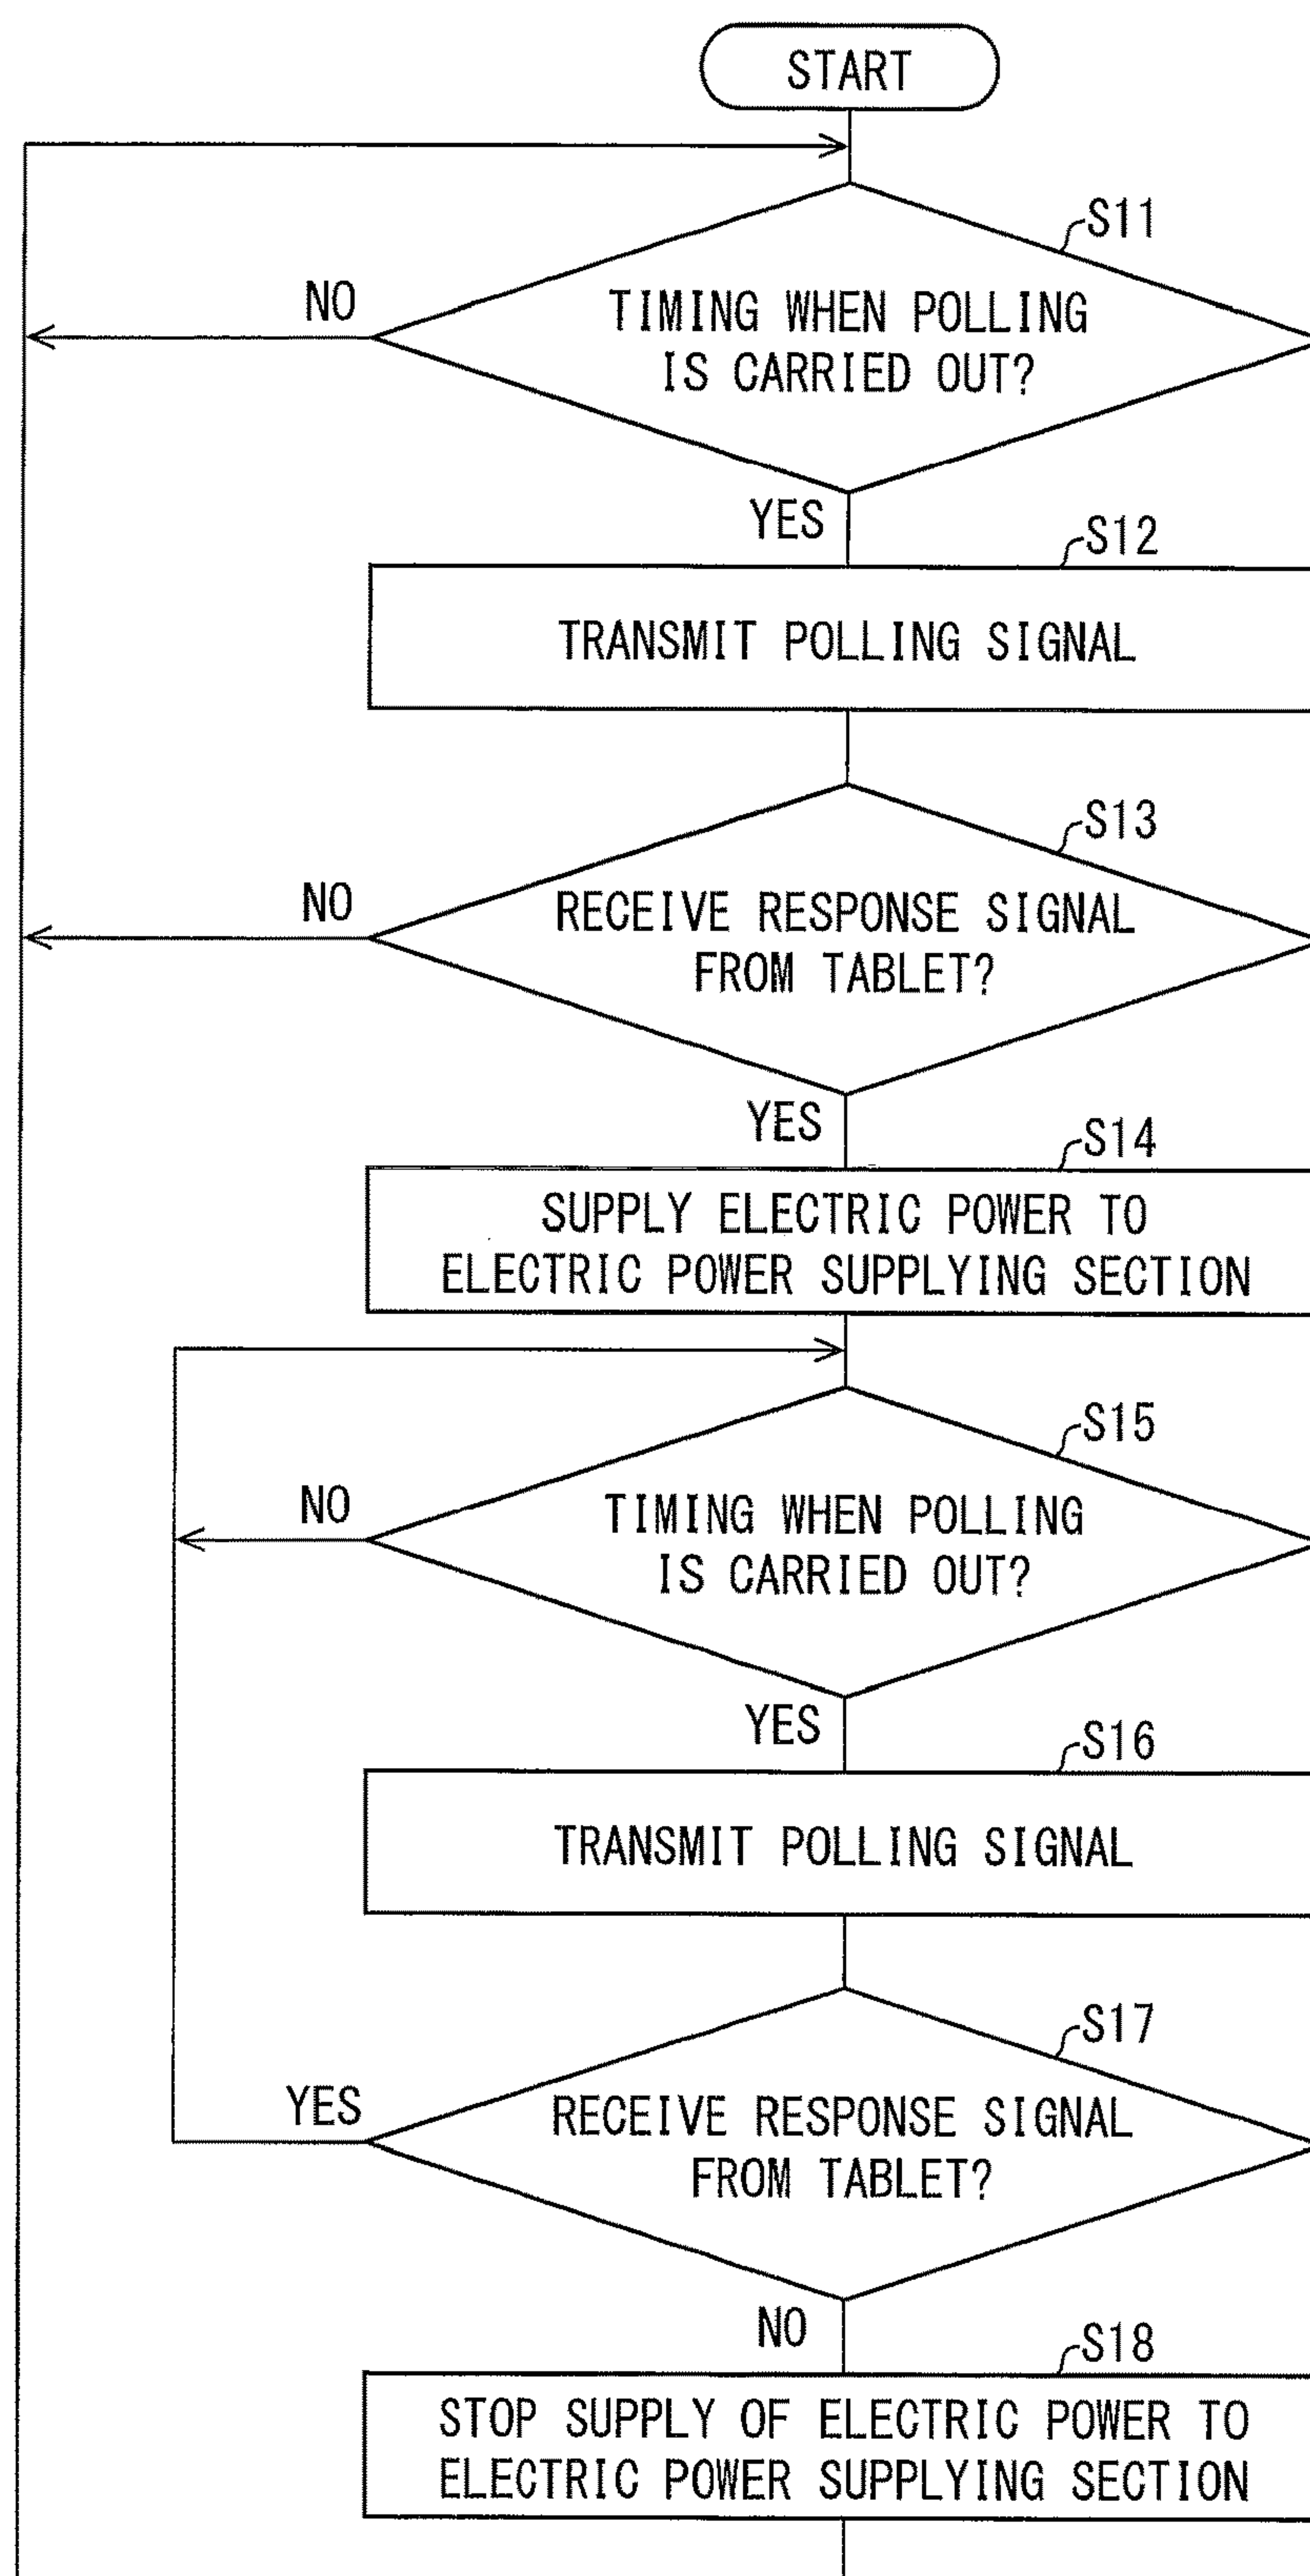 START
S11
NO
TIMING WHEN POLLING
IS CARRIED OUT?
YES
S12
TRANSMIT POLLING SIGNAL
S13
NO
RECEIVE RESPONSE SIGNAL
FROM TABLET?
YES
S14
SUPPLY ELECTRIC POWER TO
ELECTRIC POWER SUPPLYING SECTION
S15
NO
TIMING WHEN POLLING
IS CARRIED OUT?
YES
S16
TRANSMIT POLLING SIGNAL
S17
YES
RECEIVE RESPONSE SIGNAL
FROM TABLET?
NO
S18
STOP SUPPLY OF ELECTRIC POWER TO
ELECTRIC POWER SUPPLYING SECTION